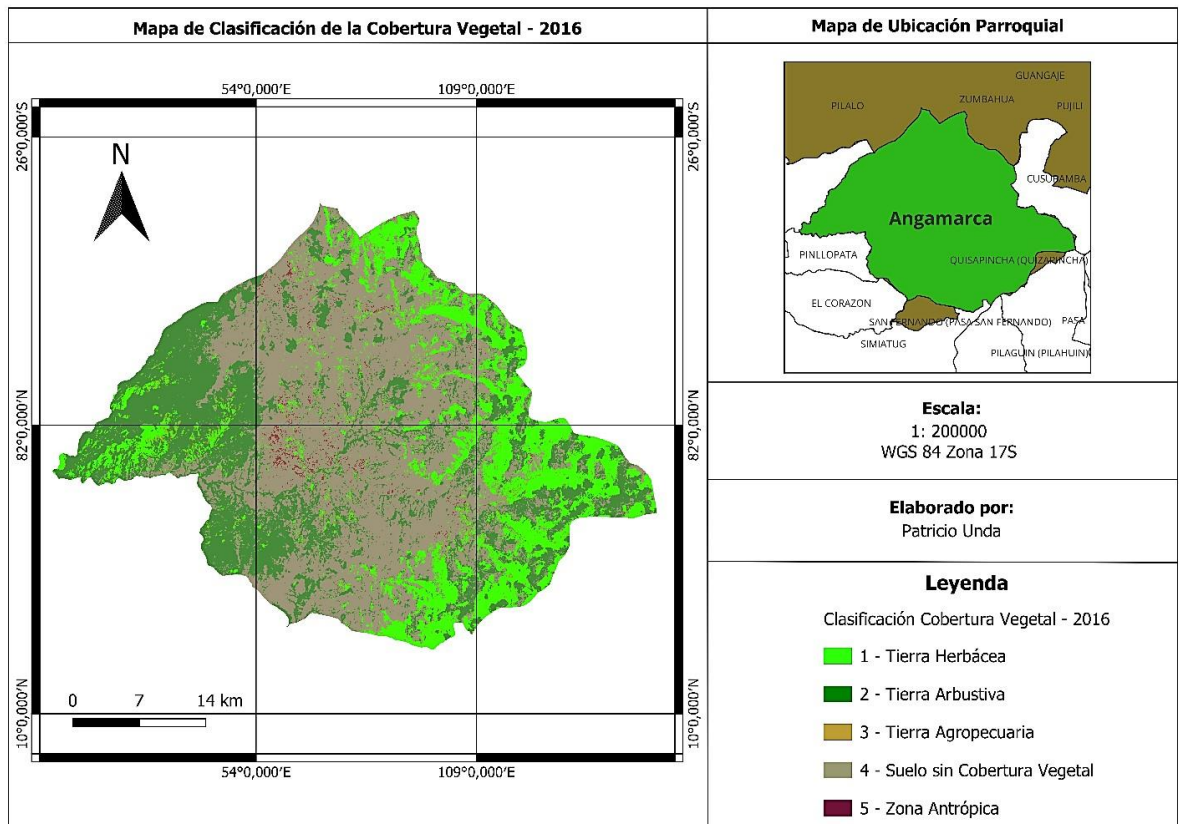 Mapa de Clasificación de la Cobertura Vegetal - 2016
54°0,000′E
109°0,000′E
26°0,000′S
82°0,000′N
10°0,000′N
N
26°0,000′S
82°0,000′N
10°0,000′N
0 7 14 km
54°0,000′E
109°0,000′E
Mapa de Ubicación Parroquial
GUANGAJE
PILALO
ZUMBAHUA
PUJILI
CUSUBAMBA
Angamarca
PINLLOPATA
QUISAPINCHA (QUIZAPINCHA)
EL CORAZON
SAN FERNANDO (PASA SAN FERNANDO)
PASA
SIMIATUG
PILAGUIN (PILAHUIN)
Escala:
1: 200000
WGS 84 Zona 17S
Elaborado por:
Patricio Unda
Leyenda
Clasificación Cobertura Vegetal - 2016
1 - Tierra Herbácea
2 - Tierra Arbustiva
3 - Tierra Agropecuaria
4 - Suelo sin Cobertura Vegetal
5 - Zona Antrópica